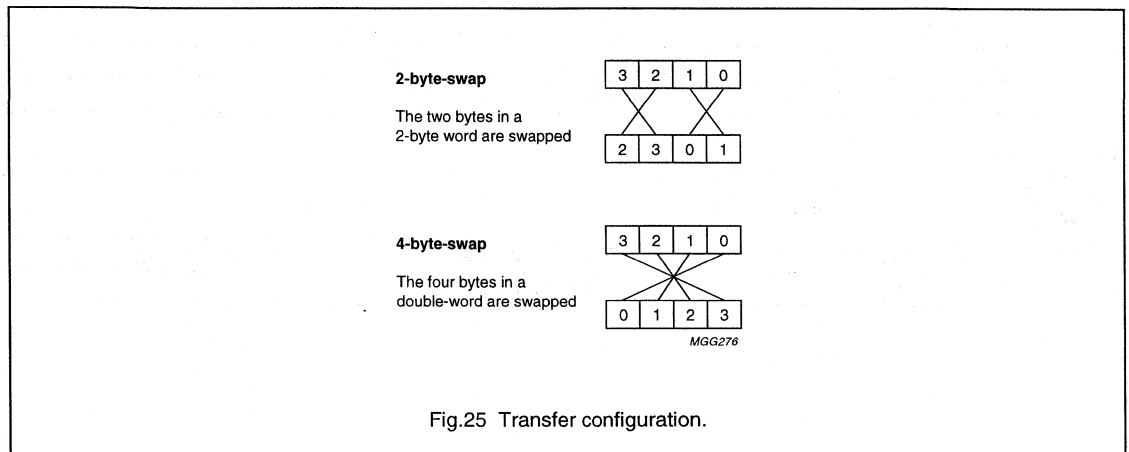 2-byte-swap
3 2 1 0
The two bytes in a
2-byte word are swapped
2 3 0 1
4-byte-swap
3 2 1 0
The four bytes in a
double-word are swapped
0 1 2 3
MGG276
Fig.25 Transfer configuration.